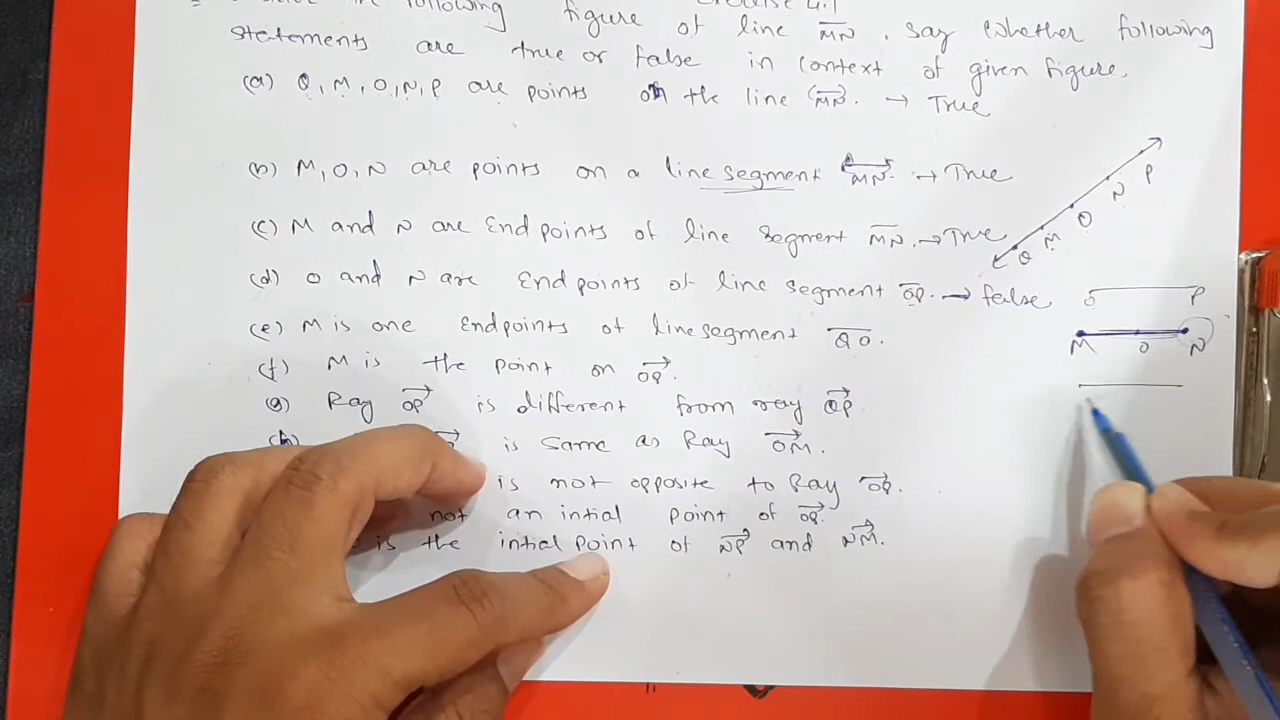 following figure of line MN. Say whether following
statements are true or false in context of given figure.
(a) Q, M, O, N, P are points on the line MN. → True
(b) M, O, N are points on a line segment MN. → True
(c) M and N are End points of line segment MN. → True
(d) O and N are End points of line segment OP. → false
(e) M is one Endpoints of line segment QO.
(f) M is the point on OP.
(g) Ray OP is different from ray QP.
(h) is same as Ray OM.
is not opposite to Ray OQ.
not an intial point of OP.
is the intial point of NP and NM.
P
N
O
M
Q
O P
M O N